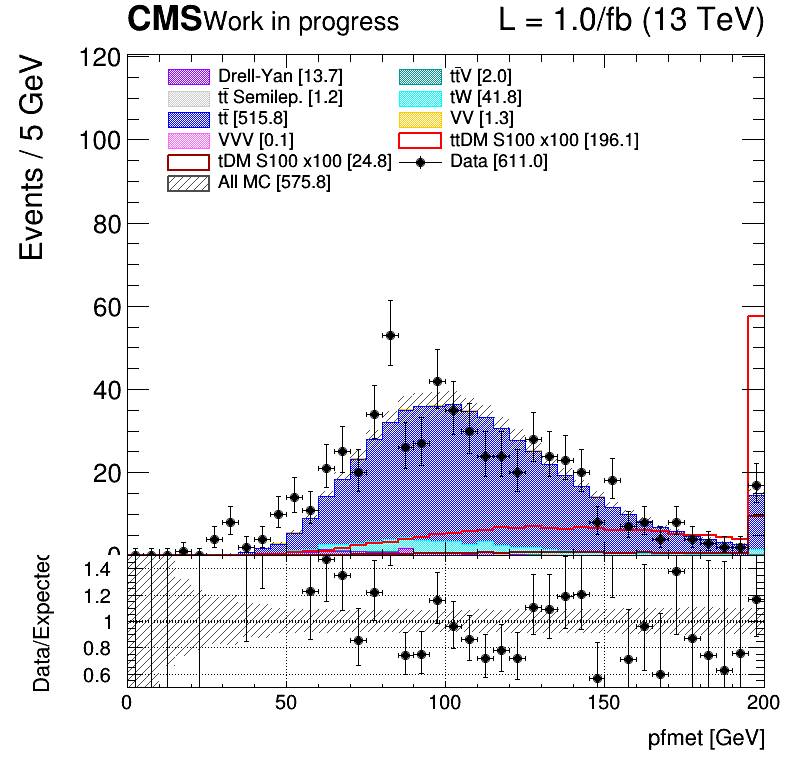 CMS Work in progress L = 1.0/fb (13 TeV)
Events / 5 GeV
120
100
80
60
40
20
0
Drell-Yan [13.7] tt̄V [2.0]
tt̄ Semilep. [1.2] tW [41.8]
tt̄ [515.8] VV [1.3]
VVV [0.1] ttDM S100 x100 [196.1]
tDM S100 x100 [24.8] Data [611.0]
All MC [575.8]
Data/Expected
1.4
1.2
1
0.8
0.6
0 50 100 150 200
pfmet [GeV]